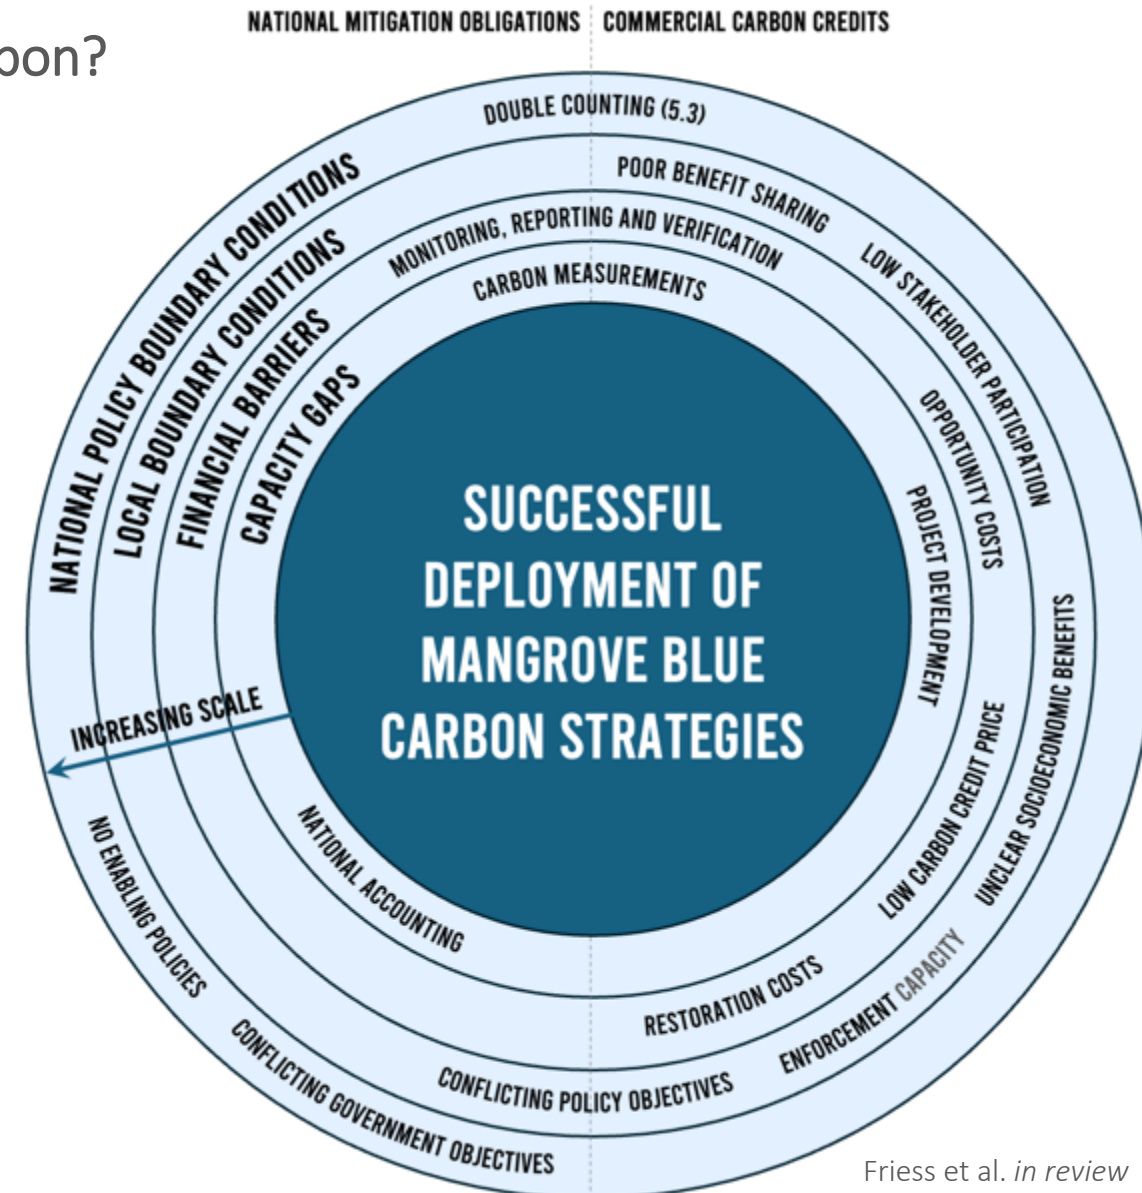 bon?
NATIONAL MITIGATION OBLIGATIONS
COMMERCIAL CARBON CREDITS
DOUBLE COUNTING (5.3)
NATIONAL POLICY BOUNDARY CONDITIONS
POOR BENEFIT SHARING
LOCAL BOUNDARY CONDITIONS
MONITORING, REPORTING AND VERIFICATION
LOW STAKEHOLDER PARTICIPATION
FINANCIAL BARRIERS
CARBON MEASUREMENTS
CAPACITY GAPS
OPPORTUNITY COSTS
PROJECT DEVELOPMENT
SUCCESSFUL
DEPLOYMENT OF
MANGROVE BLUE
CARBON STRATEGIES
INCREASING SCALE
UNCLEAR SOCIOECONOMIC BENEFITS
LOW CARBON CREDIT PRICE
NATIONAL ACCOUNTING
NO ENABLING POLICIES
RESTORATION COSTS
ENFORCEMENT CAPACITY
CONFLICTING POLICY OBJECTIVES
CONFLICTING GOVERNMENT OBJECTIVES
Friess et al. in review